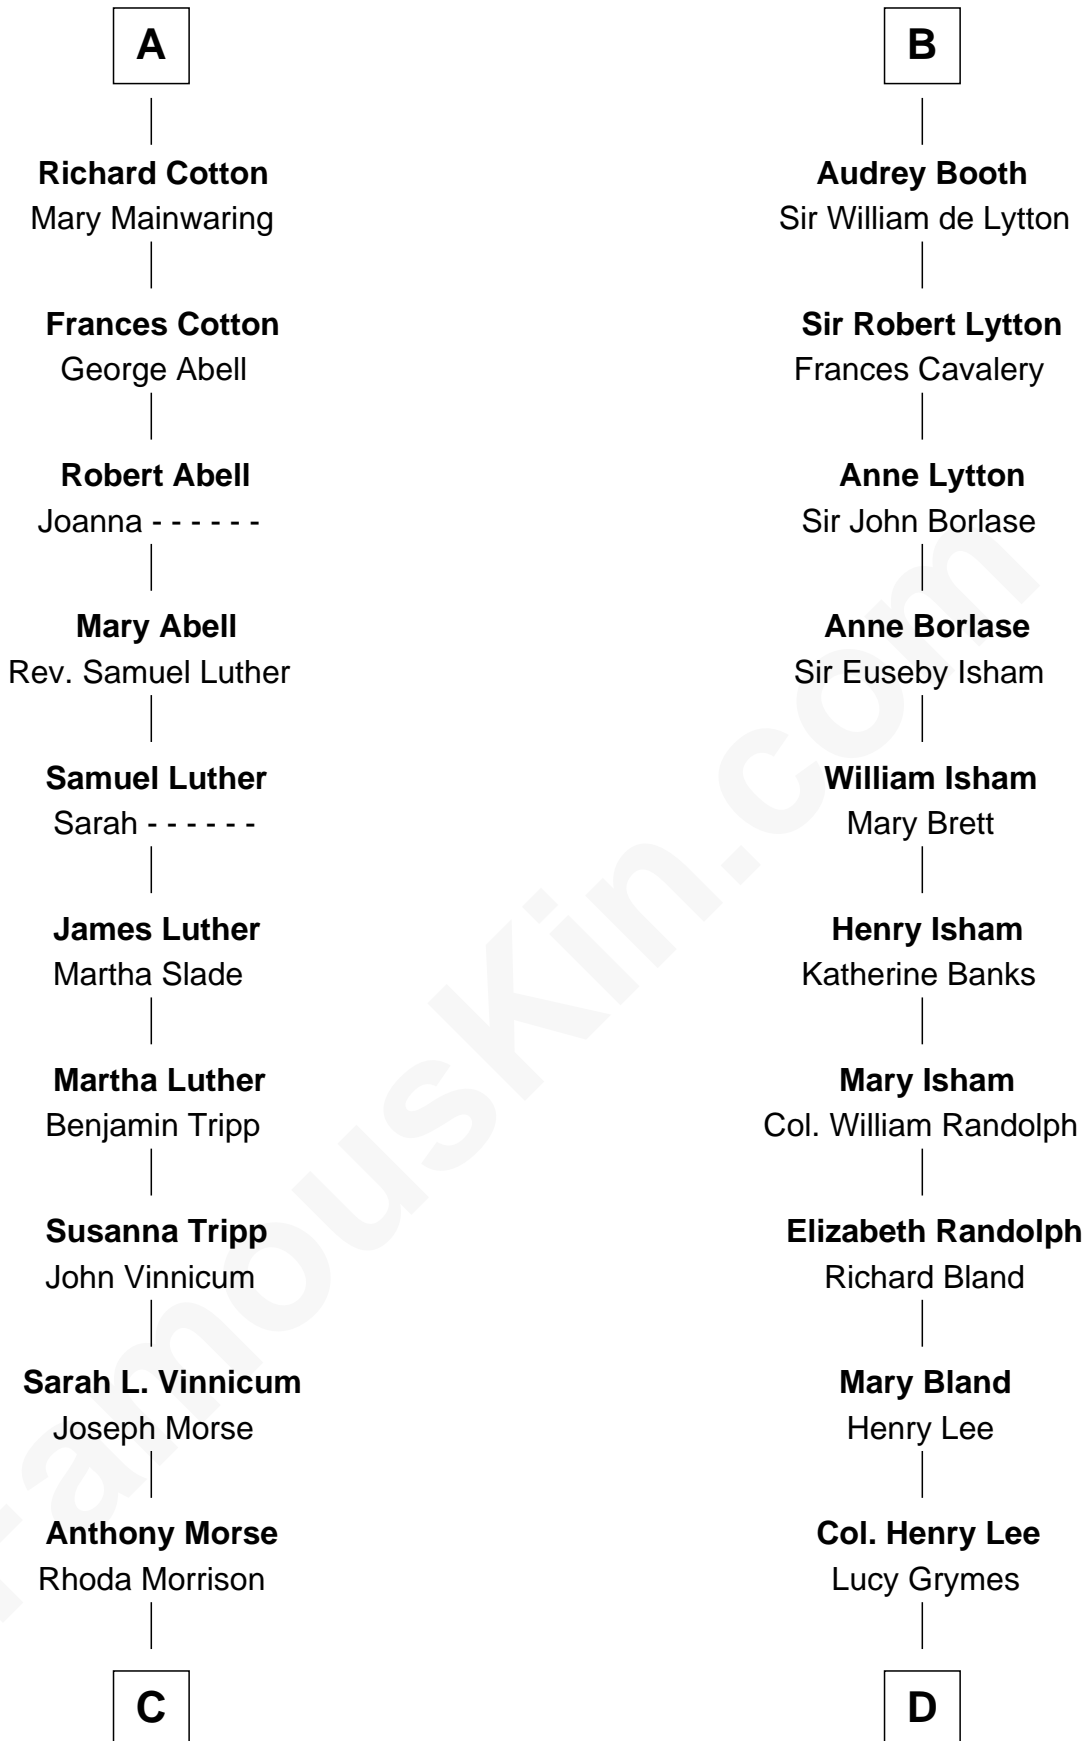 A
Richard Cotton
Mary Mainwaring
Frances Cotton
George Abell
Robert Abell
Joanna - - - - - -
Mary Abell
Rev. Samuel Luther
Samuel Luther
Sarah - - - - - -
James Luther
Martha Slade
Martha Luther
Benjamin Tripp
Susanna Tripp
John Vinnicum
Sarah L. Vinnicum
Joseph Morse
Anthony Morse
Rhoda Morrison
C
B
Audrey Booth
Sir William de Lytton
Sir Robert Lytton
Frances Cavalery
Anne Lytton
Sir John Borlase
Anne Borlase
Sir Euseby Isham
William Isham
Mary Brett
Henry Isham
Katherine Banks
Mary Isham
Col. William Randolph
Elizabeth Randolph
Richard Bland
Mary Bland
Henry Lee
Col. Henry Lee
Lucy Grymes
D
FamousKin.com